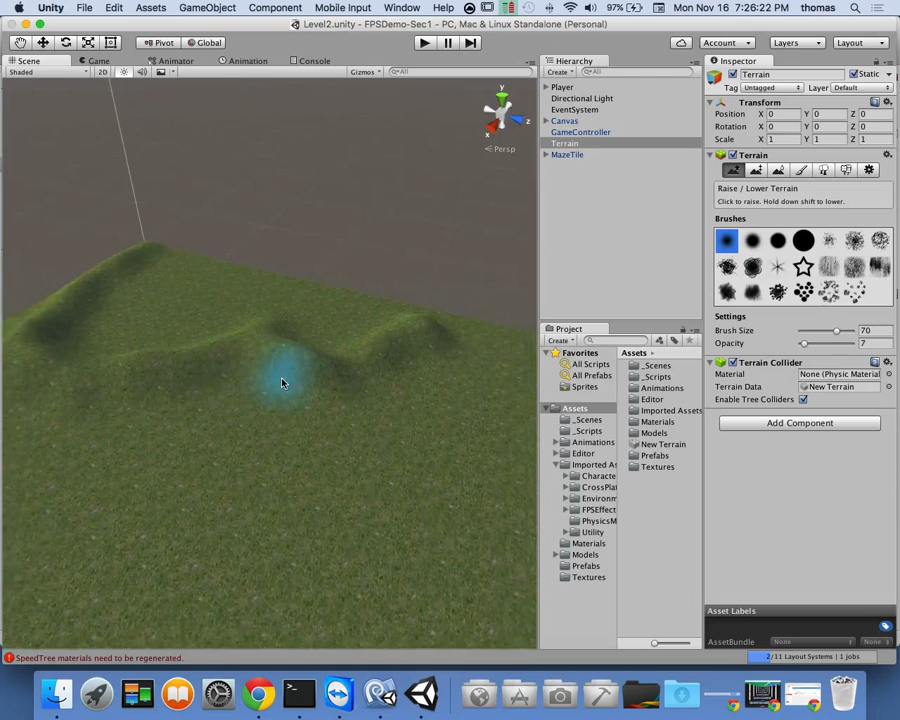 Unity File Edit Assets GameObject Component Mobile Input Window Help 97% Mon Nov 16 7:26:22 PM thomas
Level2.unity - FPSDemo-Sec1 - PC, Mac & Linux Standalone (Personal)
Pivot Global Account Layers Layout
Scene Game Animator Animation Console
Shaded 2D Gizmos All
y
x
z
Persp
Hierarchy
Create All
Player
Directional Light
EventSystem
Canvas
GameController
Terrain
MazeTile
Project
Create
Favorites
All Scripts
All Prefabs
Sprites
Assets
_Scenes
_Scripts
Animations
Editor
Imported As
Characte
CrossPlat
Environm
FPSEffect
PhysicsM
Utility
Materials
Models
Prefabs
Textures
Assets
_Scenes
_Scripts
Animations
Editor
Imported Assets
Materials
Models
New Terrain
Prefabs
Textures
Inspector
Terrain Static
Tag Untagged Layer Default
Transform
Position X 0 Y 0 Z 0
Rotation X 0 Y 0 Z 0
Scale X 1 Y 1 Z 1
Terrain
Raise / Lower Terrain
Click to raise. Hold down shift to lower.
Brushes
Settings
Brush Size 70
Opacity 7
Terrain Collider
Material None (Physic Material
Terrain Data New Terrain
Enable Tree Colliders
Add Component
Asset Labels
AssetBundle None None
SpeedTree materials need to be regenerated.
2/11 Layout Systems | 1 jobs